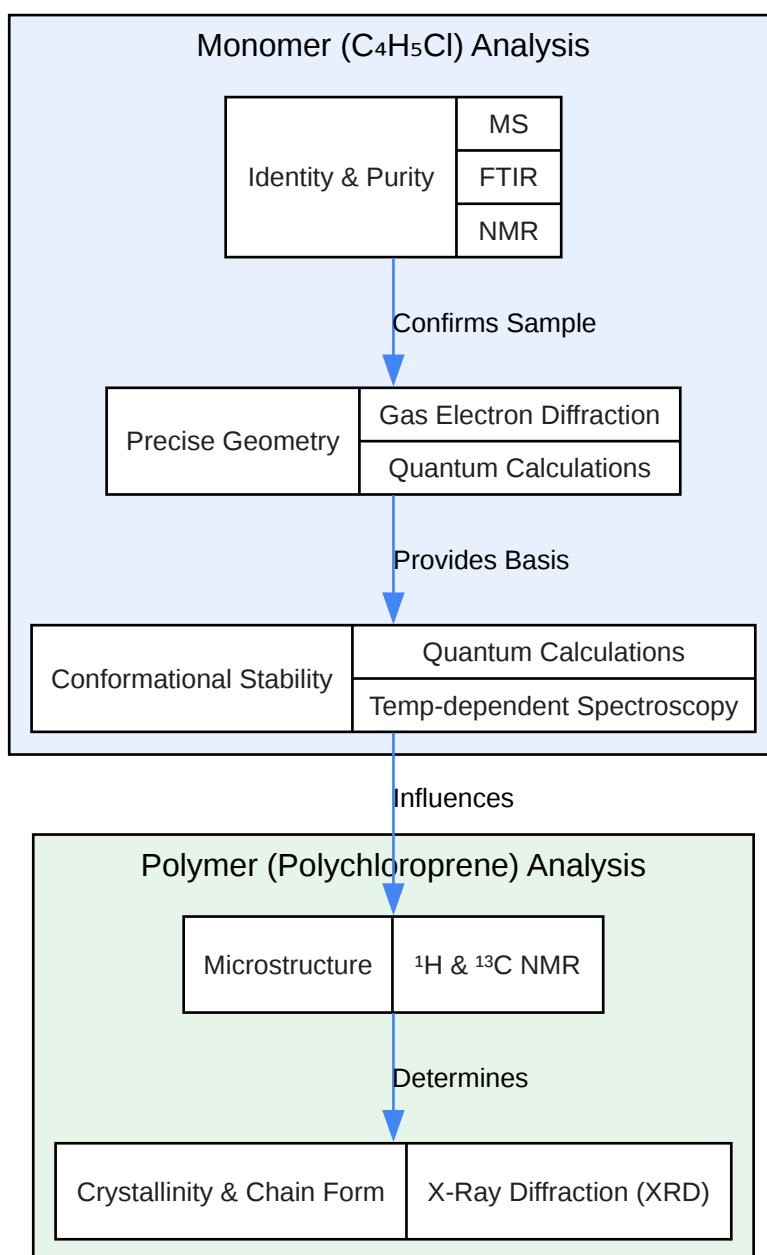 Monomer (C₄H₅Cl) Analysis
Identity & Purity
MS
FTIR
NMR
Confirms Sample
Precise Geometry
Gas Electron Diffraction
Quantum Calculations
Provides Basis
Conformational Stability
Quantum Calculations
Temp-dependent Spectroscopy
Influences
Polymer (Polychloroprene) Analysis
Microstructure
¹H & ¹³C NMR
Determines
Crystallinity & Chain Form
X-Ray Diffraction (XRD)